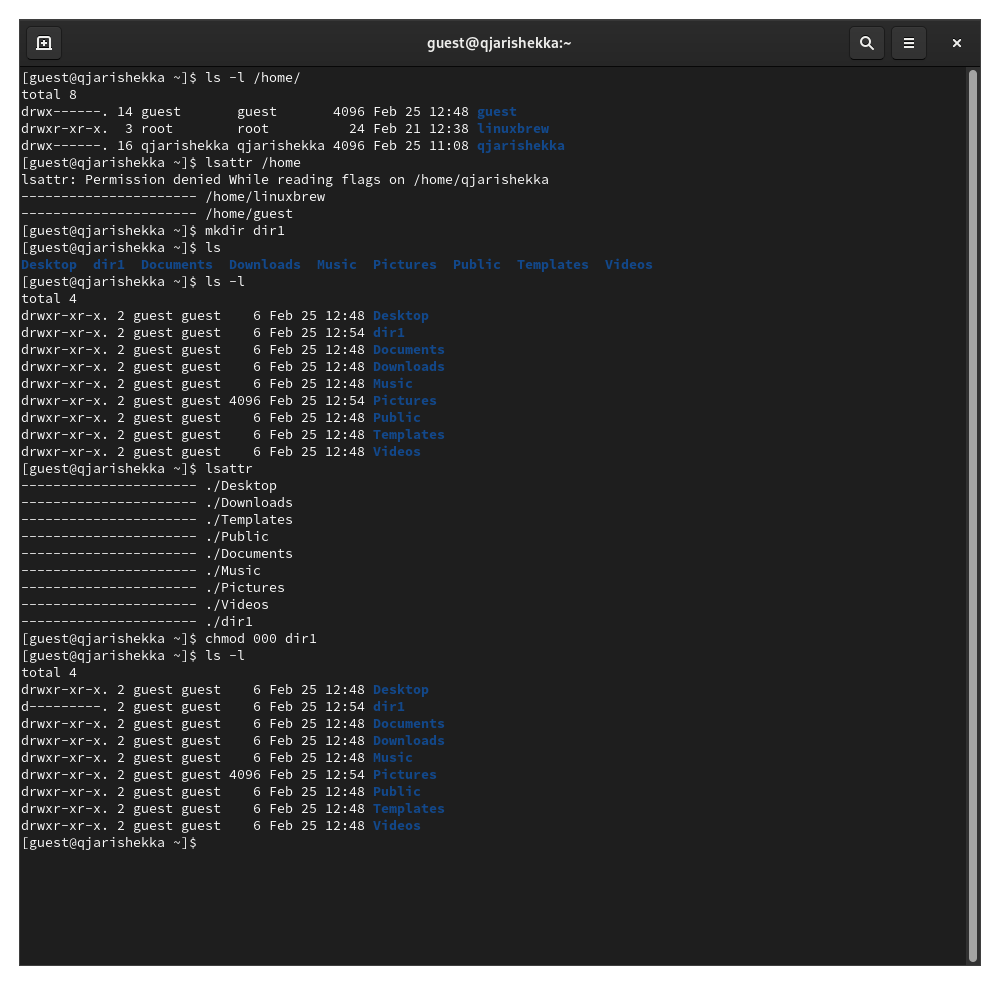 guest@qjarishekka:~
[guest@qjarishekka ~]$ ls -l /home/
total 8
drwx------. 14 guest       guest       4096 Feb 25 12:48 guest
drwxr-xr-x.  3 root        root          24 Feb 21 12:38 linuxbrew
drwx------. 16 qjarishekka qjarishekka 4096 Feb 25 11:08 qjarishekka
[guest@qjarishekka ~]$ lsattr /home
lsattr: Permission denied While reading flags on /home/qjarishekka
---------------------- /home/linuxbrew
---------------------- /home/guest
[guest@qjarishekka ~]$ mkdir dir1
[guest@qjarishekka ~]$ ls
Desktop  dir1  Documents  Downloads  Music  Pictures  Public  Templates  Videos
[guest@qjarishekka ~]$ ls -l
total 4
drwxr-xr-x. 2 guest guest    6 Feb 25 12:48 Desktop
drwxr-xr-x. 2 guest guest    6 Feb 25 12:54 dir1
drwxr-xr-x. 2 guest guest    6 Feb 25 12:48 Documents
drwxr-xr-x. 2 guest guest    6 Feb 25 12:48 Downloads
drwxr-xr-x. 2 guest guest    6 Feb 25 12:48 Music
drwxr-xr-x. 2 guest guest 4096 Feb 25 12:54 Pictures
drwxr-xr-x. 2 guest guest    6 Feb 25 12:48 Public
drwxr-xr-x. 2 guest guest    6 Feb 25 12:48 Templates
drwxr-xr-x. 2 guest guest    6 Feb 25 12:48 Videos
[guest@qjarishekka ~]$ lsattr
---------------------- ./Desktop
---------------------- ./Downloads
---------------------- ./Templates
---------------------- ./Public
---------------------- ./Documents
---------------------- ./Music
---------------------- ./Pictures
---------------------- ./Videos
---------------------- ./dir1
[guest@qjarishekka ~]$ chmod 000 dir1
[guest@qjarishekka ~]$ ls -l
total 4
drwxr-xr-x. 2 guest guest    6 Feb 25 12:48 Desktop
d---------. 2 guest guest    6 Feb 25 12:54 dir1
drwxr-xr-x. 2 guest guest    6 Feb 25 12:48 Documents
drwxr-xr-x. 2 guest guest    6 Feb 25 12:48 Downloads
drwxr-xr-x. 2 guest guest    6 Feb 25 12:48 Music
drwxr-xr-x. 2 guest guest 4096 Feb 25 12:54 Pictures
drwxr-xr-x. 2 guest guest    6 Feb 25 12:48 Public
drwxr-xr-x. 2 guest guest    6 Feb 25 12:48 Templates
drwxr-xr-x. 2 guest guest    6 Feb 25 12:48 Videos
[guest@qjarishekka ~]$